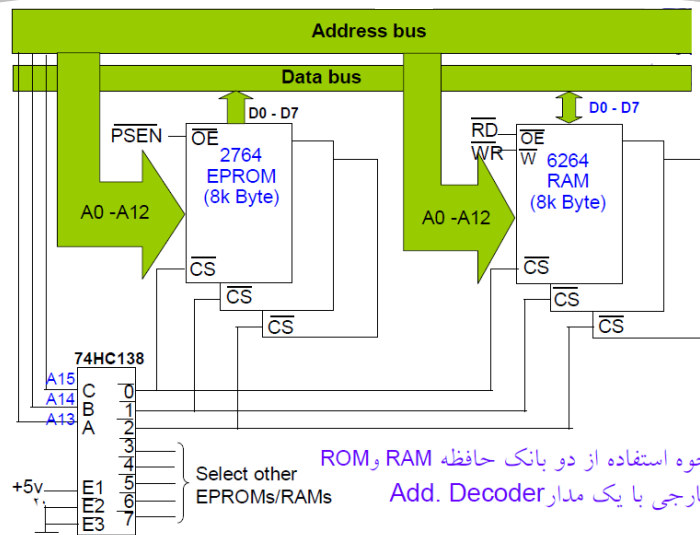 Address bus
Data bus
D0 - D7
D0 - D7
PSEN
OE
2764
EPROM
(8k Byte)
A0 -A12
CS
CS
CS
RD
WR
OE
W
6264
RAM
(8k Byte)
A0 -A12
CS
CS
CS
74HC138
A15
A14
A13
C
B
A
0
1
2
3
4
5
6
7
+5v
E1
E2
E3
Select other
EPROMs/RAMs
استفاده از دو بانک حافظه RAM و ROM
با یک مدار Add. Decoder